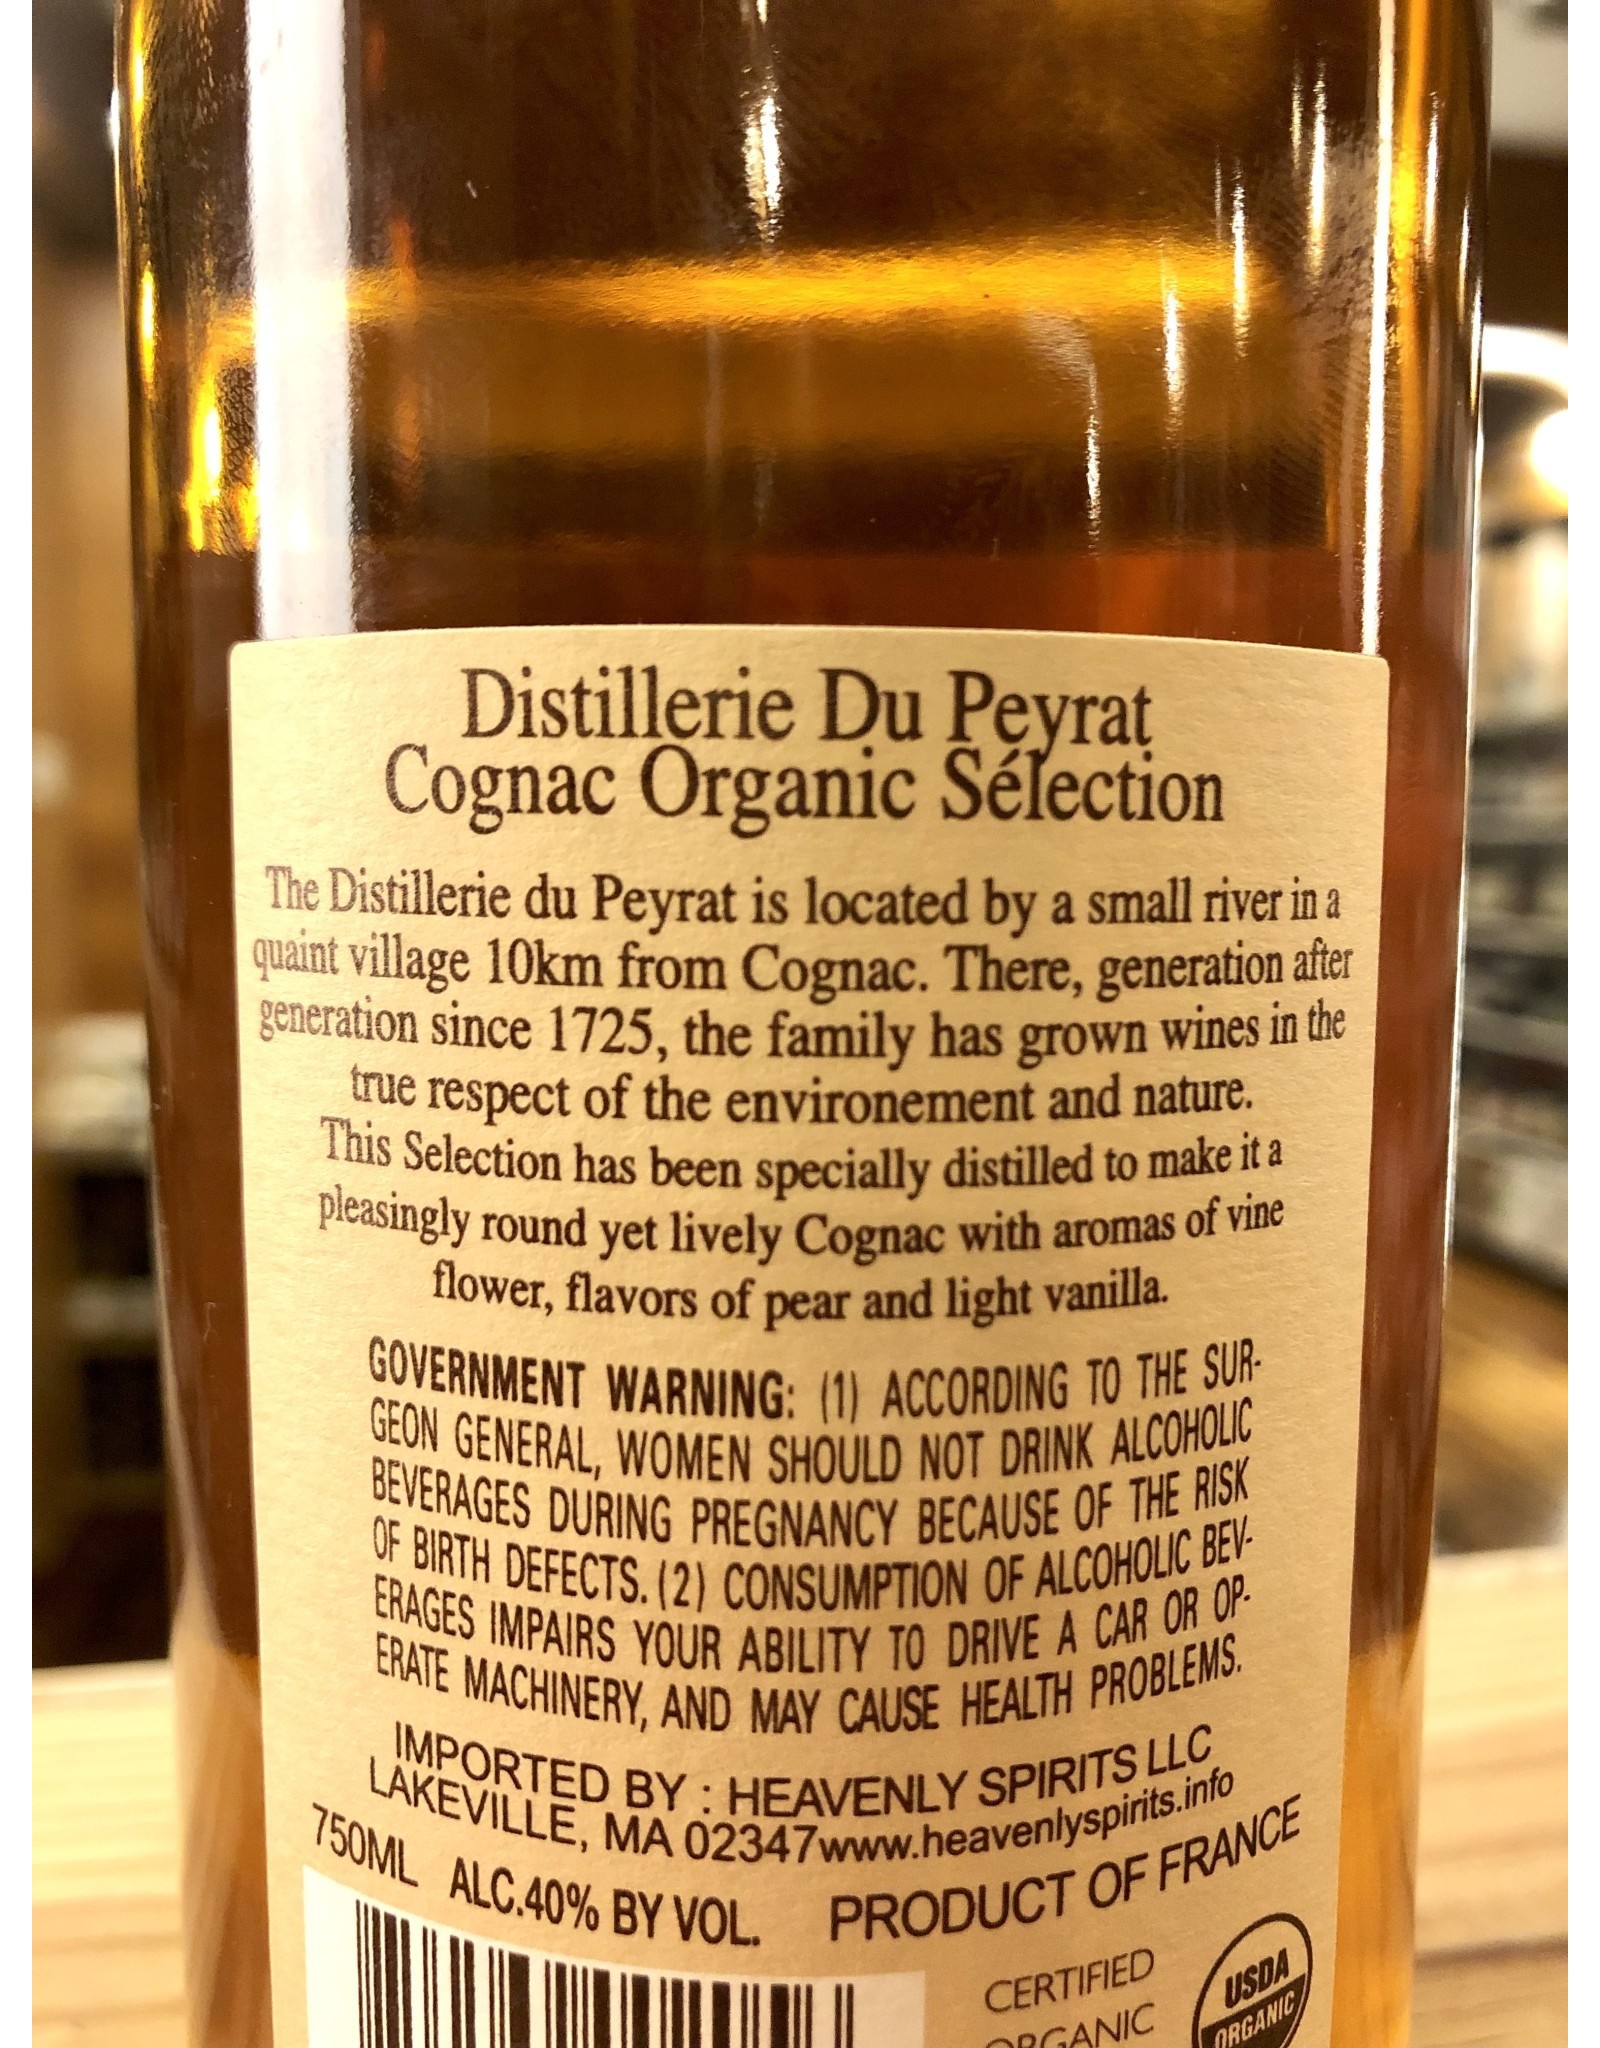 Distillerie Du Peyrat
Cognac Organic Sélection
The Distillerie du Peyrat is located by a small river in a
quaint village 10km from Cognac. There, generation after
generation since 1725, the family has grown wines in the
true respect of the environement and nature.
This Selection has been specially distilled to make it a
pleasingly round yet lively Cognac with aromas of vine
flower, flavors of pear and light vanilla.
GOVERNMENT WARNING: (1) ACCORDING TO THE SUR-
GEON GENERAL, WOMEN SHOULD NOT DRINK ALCOHOLIC
BEVERAGES DURING PREGNANCY BECAUSE OF THE RISK
OF BIRTH DEFECTS. (2) CONSUMPTION OF ALCOHOLIC BEV-
ERAGES IMPAIRS YOUR ABILITY TO DRIVE A CAR OR OP-
ERATE MACHINERY, AND MAY CAUSE HEALTH PROBLEMS.
IMPORTED BY : HEAVENLY SPIRITS LLC
LAKEVILLE, MA 02347www.heavenlyspirits.info
750ML ALC.40% BY VOL. PRODUCT OF FRANCE
CERTIFIED
ORGANIC
USDA
ORGANIC